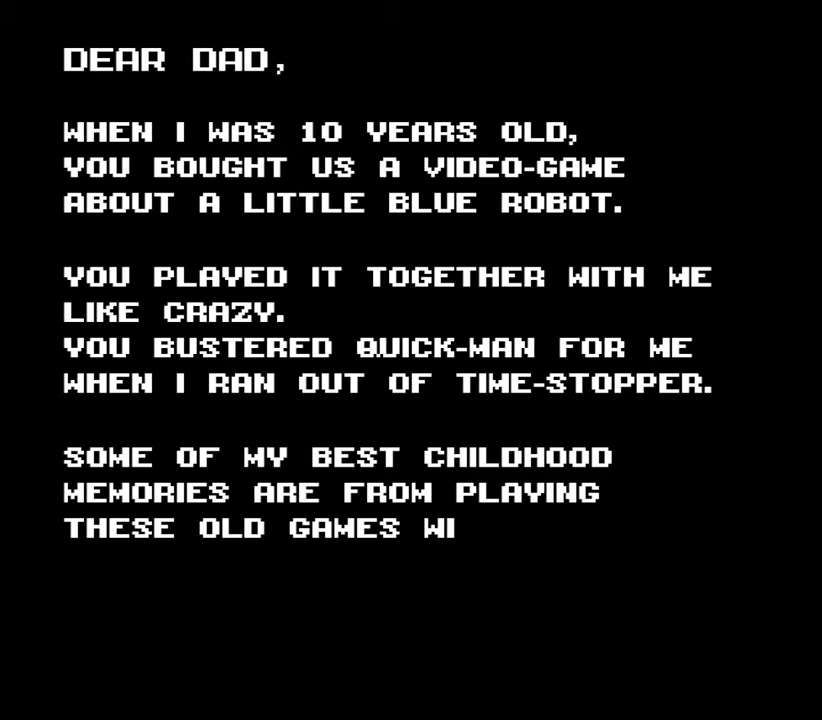 DEAR DAD,
WHEN I WAS 10 YEARS OLD,
YOU BOUGHT US A VIDEO-GAME
ABOUT A LITTLE BLUE ROBOT.
YOU PLAYED IT TOGETHER WITH ME
LIKE CRAZY.
YOU BUSTERED QUICK-MAN FOR ME
WHEN I RAN OUT OF TIME-STOPPER.
SOME OF MY BEST CHILDHOOD
MEMORIES ARE FROM PLAYING
THESE OLD GAMES WI